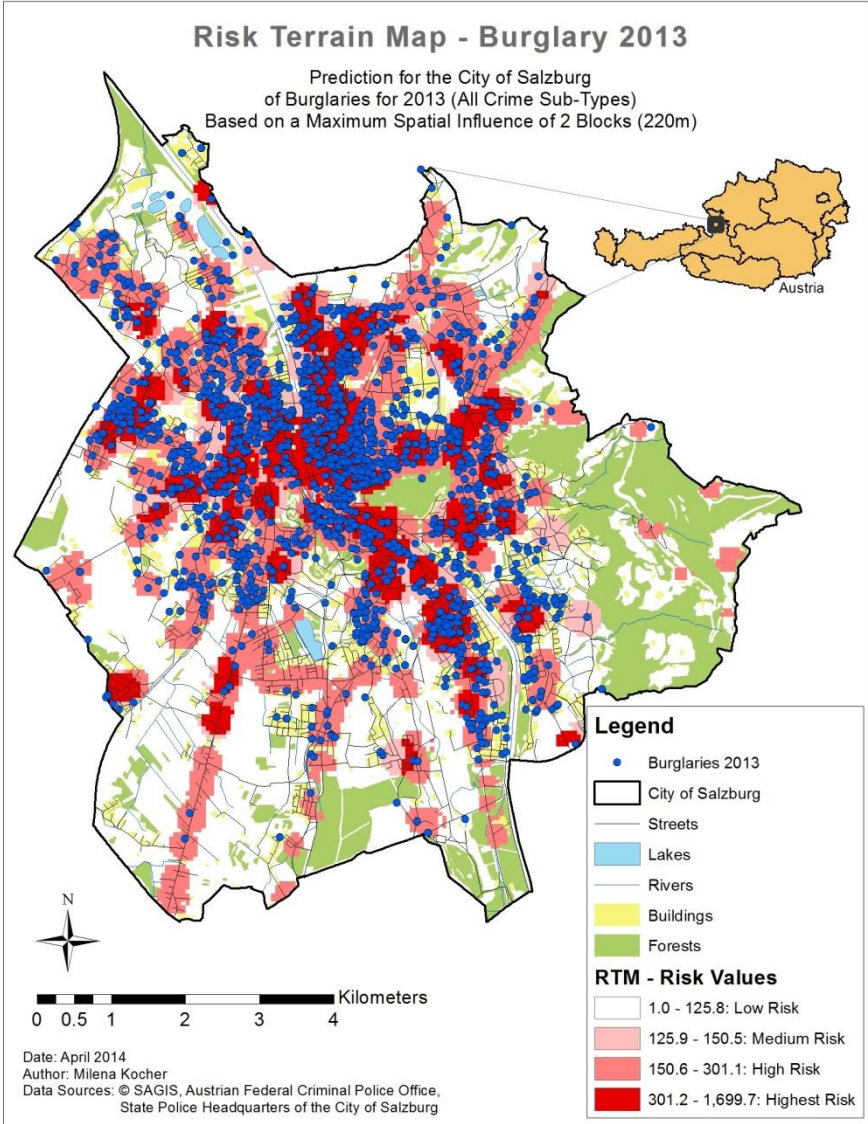 Risk Terrain Map - Burglary 2013
Prediction for the City of Salzburg
of Burglaries for 2013 (All Crime Sub-Types)
Based on a Maximum Spatial Influence of 2 Blocks (220m)
Austria
Legend
Burglaries 2013
City of Salzburg
Streets
Lakes
Rivers
Buildings
Forests
RTM - Risk Values
1.0 - 125.8: Low Risk
125.9 - 150.5: Medium Risk
150.6 - 301.1: High Risk
301.2 - 1,699.7: Highest Risk
N
Kilometers
0 0.5 1 2 3 4
Date: April 2014
Author: Milena Kocher
Data Sources: © SAGIS, Austrian Federal Criminal Police Office,
State Police Headquarters of the City of Salzburg